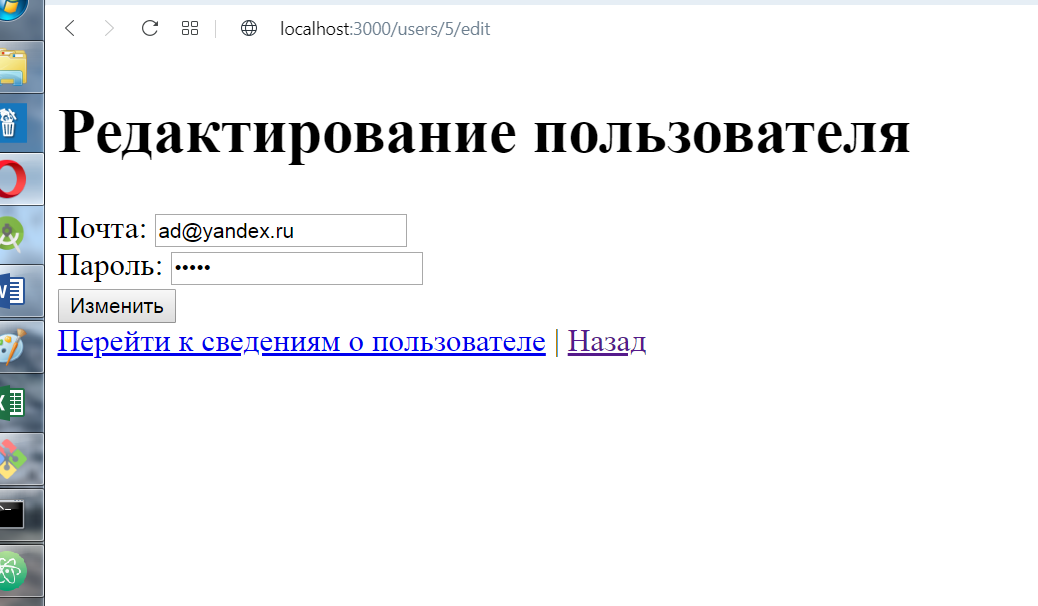 localhost:3000/users/5/edit
Редактирование пользователя
Почта: ad@yandex.ru
Пароль: •••••
Изменить
Перейти к сведениям о пользователе | Назад